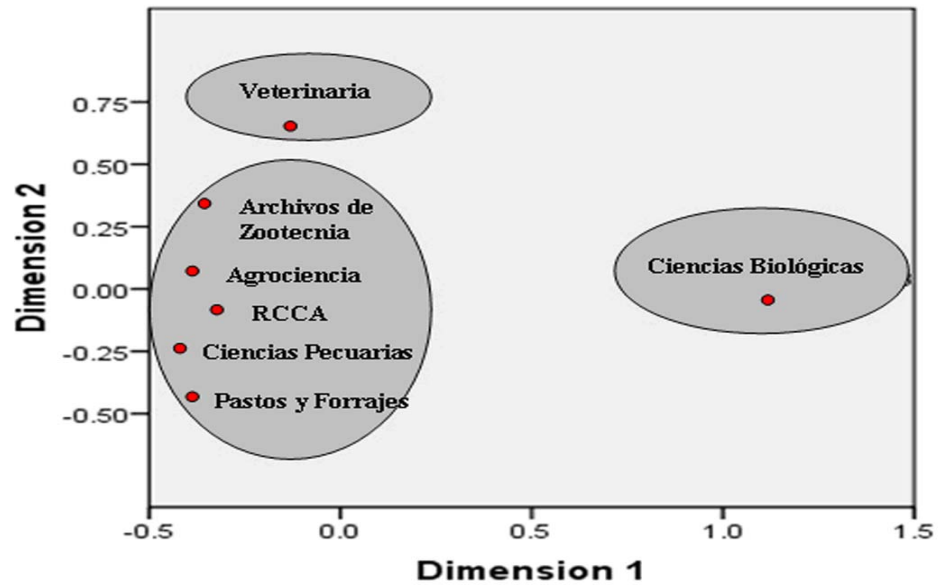 Veterinaria
Archivos de
Zootecnia
Agrociencia
RCCA
Ciencias Pecuarias
Pastos y Forrajes
Ciencias Biológicas
Dimension 2
0.75
0.50
0.25
0.00
-0.25
-0.50
-0.5
0.0
0.5
1.0
1.5
Dimension 1